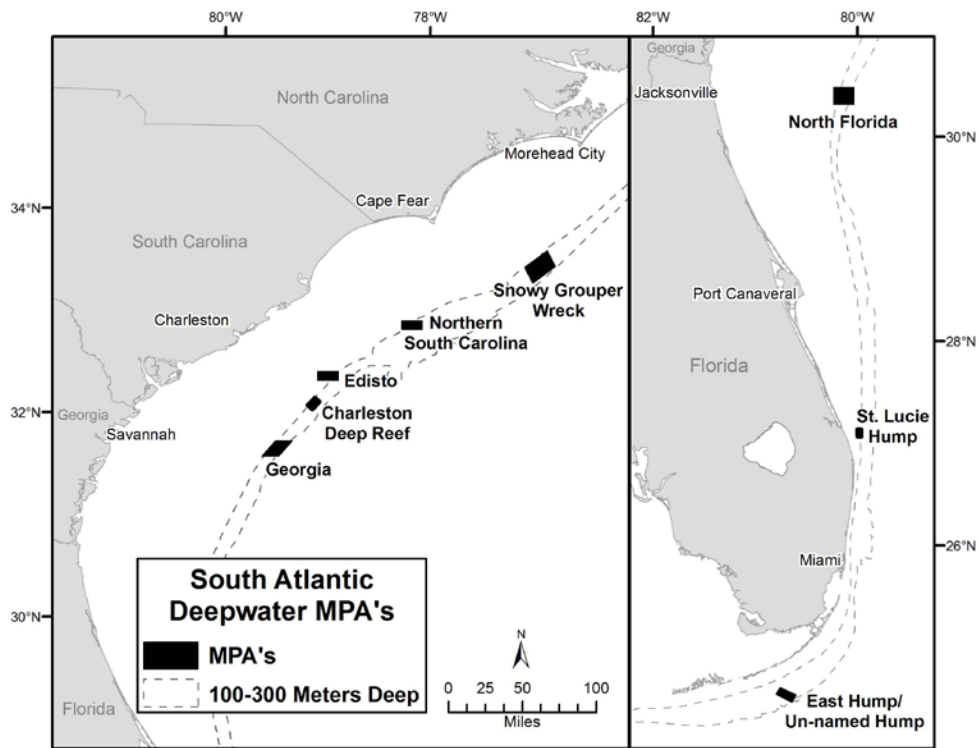 80°W
78°W
82°W
80°W
North Carolina
Georgia
Jacksonville
North Florida
30°N
Morehead City
Cape Fear
34°N
South Carolina
Snowy Grouper
Wreck
Port Canaveral
Charleston
Northern
South Carolina
28°N
Florida
Edisto
32°N
Charleston
Deep Reef
Georgia
Savannah
St. Lucie
Hump
Georgia
26°N
Miami
South Atlantic
Deepwater MPA's
MPA's
100-300 Meters Deep
30°N
N
0 25 50 100
Miles
Florida
East Hump/
Un-named Hump